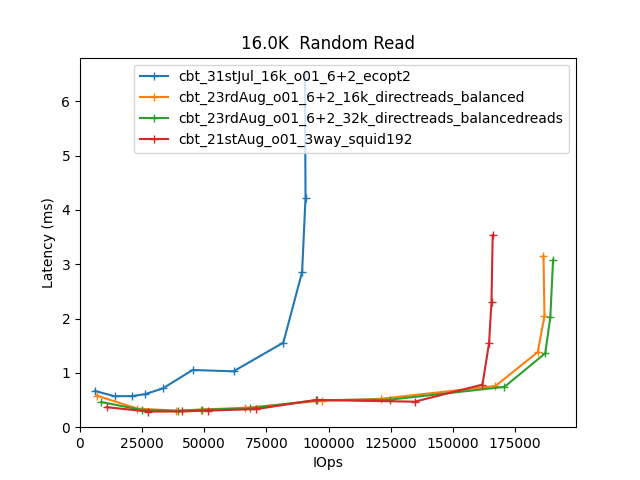 16.0K  Random Read
cbt_31stJul_16k_o01_6+2_ecopt2
cbt_23rdAug_o01_6+2_16k_directreads_balanced
cbt_23rdAug_o01_6+2_32k_directreads_balancedreads
cbt_21stAug_o01_3way_squid192
Latency (ms)
6
5
4
3
2
1
0
0 25000 50000 75000 100000 125000 150000 175000
IOps